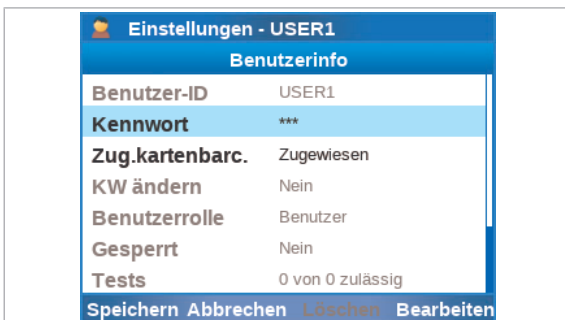 Einstellungen - USER1
Benutzerinfo
Benutzer-ID USER1
Kennwort ***
Zug.kartenbarc. Zugewiesen
KW ändern Nein
Benutzerrolle Benutzer
Gesperrt Nein
Tests 0 von 0 zulässig
Speichern Abbrechen Löschen Bearbeiten